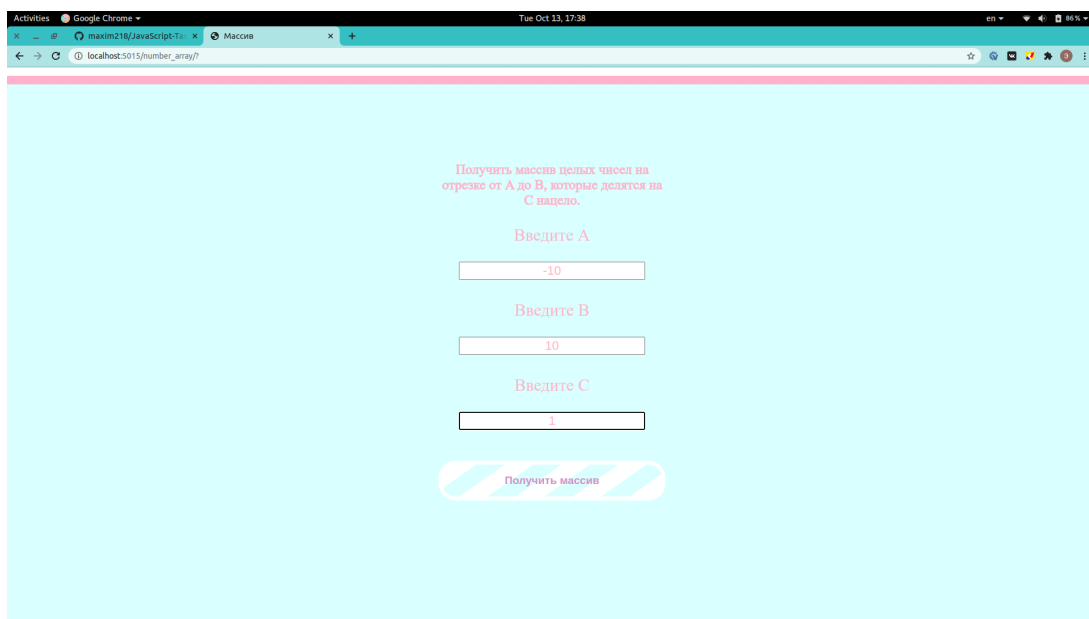 Activities Google Chrome ▾ Tue Oct 13, 17:38 en ▾ 86% ▾
maxim218/JavaScript-Tas × Массив × +
localhost:5015/number_array/?
Получить массив целых чисел на
отрезке от A до B, которые делятся на
C нацело.
Введите A
-10
Введите B
10
Введите C
1
Получить массив